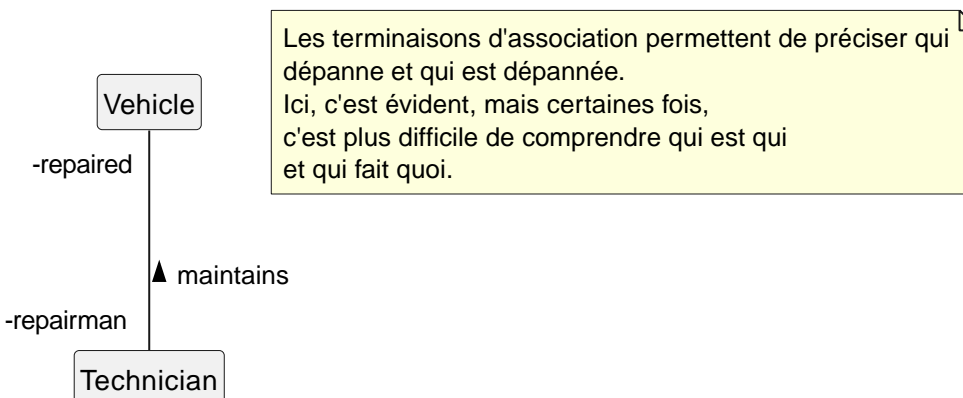 Les terminaisons d'association permettent de préciser qui
dépanne et qui est dépannée.
Ici, c'est évident, mais certaines fois,
c'est plus difficile de comprendre qui est qui
et qui fait quoi.
Vehicle
-repaired
maintains
-repairman
Technician